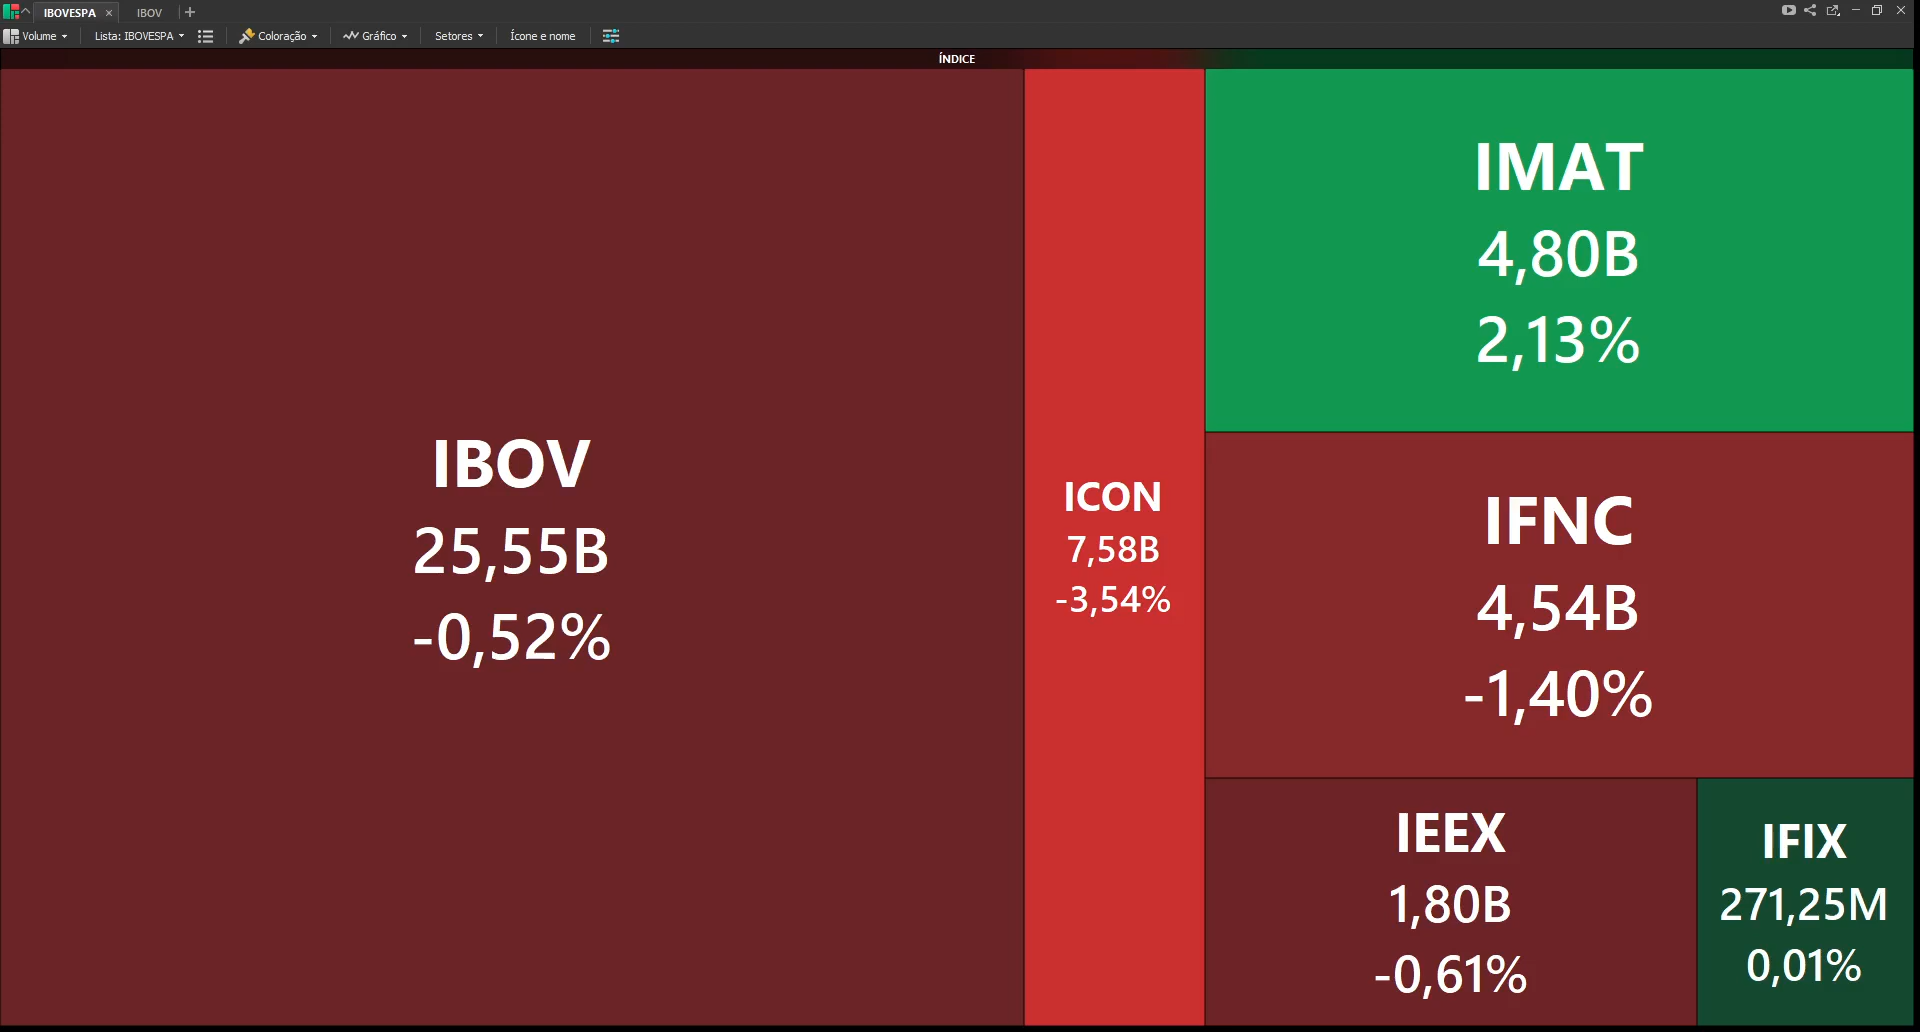 IBOVESPA
IBOV
Volume
Lista: IBOVESPA
Coloração
Gráfico
Setores
Ícone e nome
ÍNDICE
IBOV
25,55B
-0,52%
ICON
7,58B
-3,54%
IMAT
4,80B
2,13%
IFNC
4,54B
-1,40%
IEEX
1,80B
-0,61%
IFIX
271,25M
0,01%